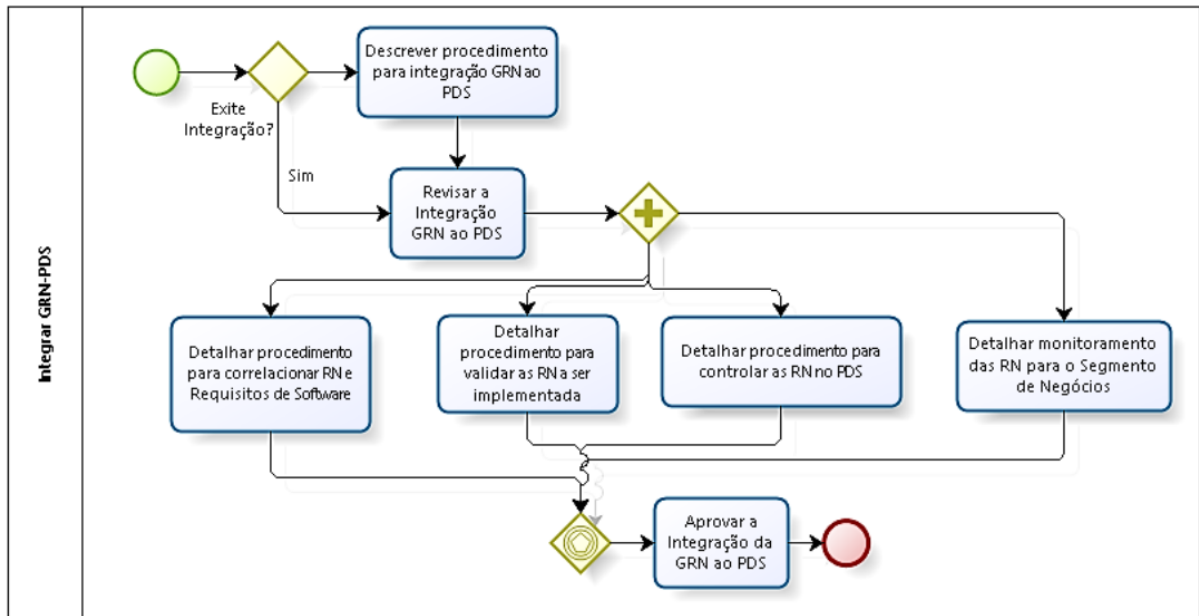 Integrar GRN-PDS
Exite
Integração?
Sim
Descrever procedimento
para integração GRN ao
PDS
Revisar a
Integração
GRN ao PDS
Detalhar procedimento
para correlacionar RN e
Requisitos de Software
Detalhar
procedimento para
validar as RN a ser
implementada
Detalhar procedimento para
controlar as RN no PDS
Detalhar monitoramento
das RN para o Segmento
de Negócios
Aprovar a
Integração da
GRN ao PDS